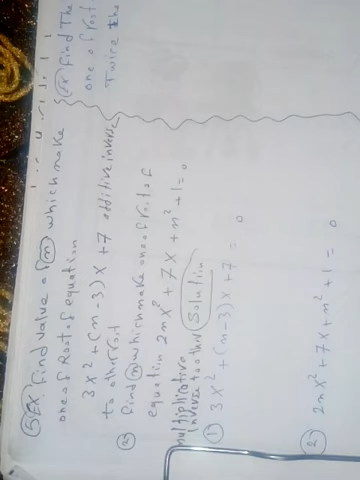 ⑤ EX. find value of m which make
one of Root of equation
3X² + (m - 3) X + 7 additive inverse
to other root
② find m which make one of root of
equation 2mX² + 7X + m² + 1 = 0
multiplicative
inverse to other
Solution
① 3X² + (m-3)X + 7 = 0
2) 2mX² + 7X + m² + 1 = 0
EX find The
one of root
Twice the